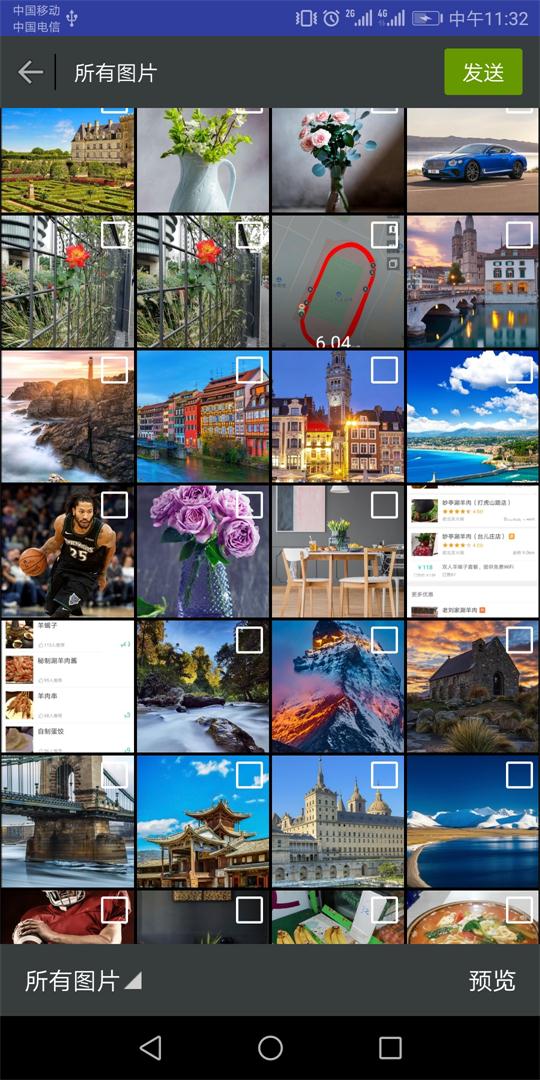 中国移动
中国电信
2G
4G
中午11:32
所有图片
发送
6.04
25
妙亭涮羊肉（打虎山路店）
妙亭涮羊肉（台儿庄店）
¥118
双人羊蝎子套餐，提供免费WiFi
更多优惠
老刘家涮羊肉
羊蝎子
秘制涮羊肉酱
羊肉串
自制蛋饺
所有图片
预览